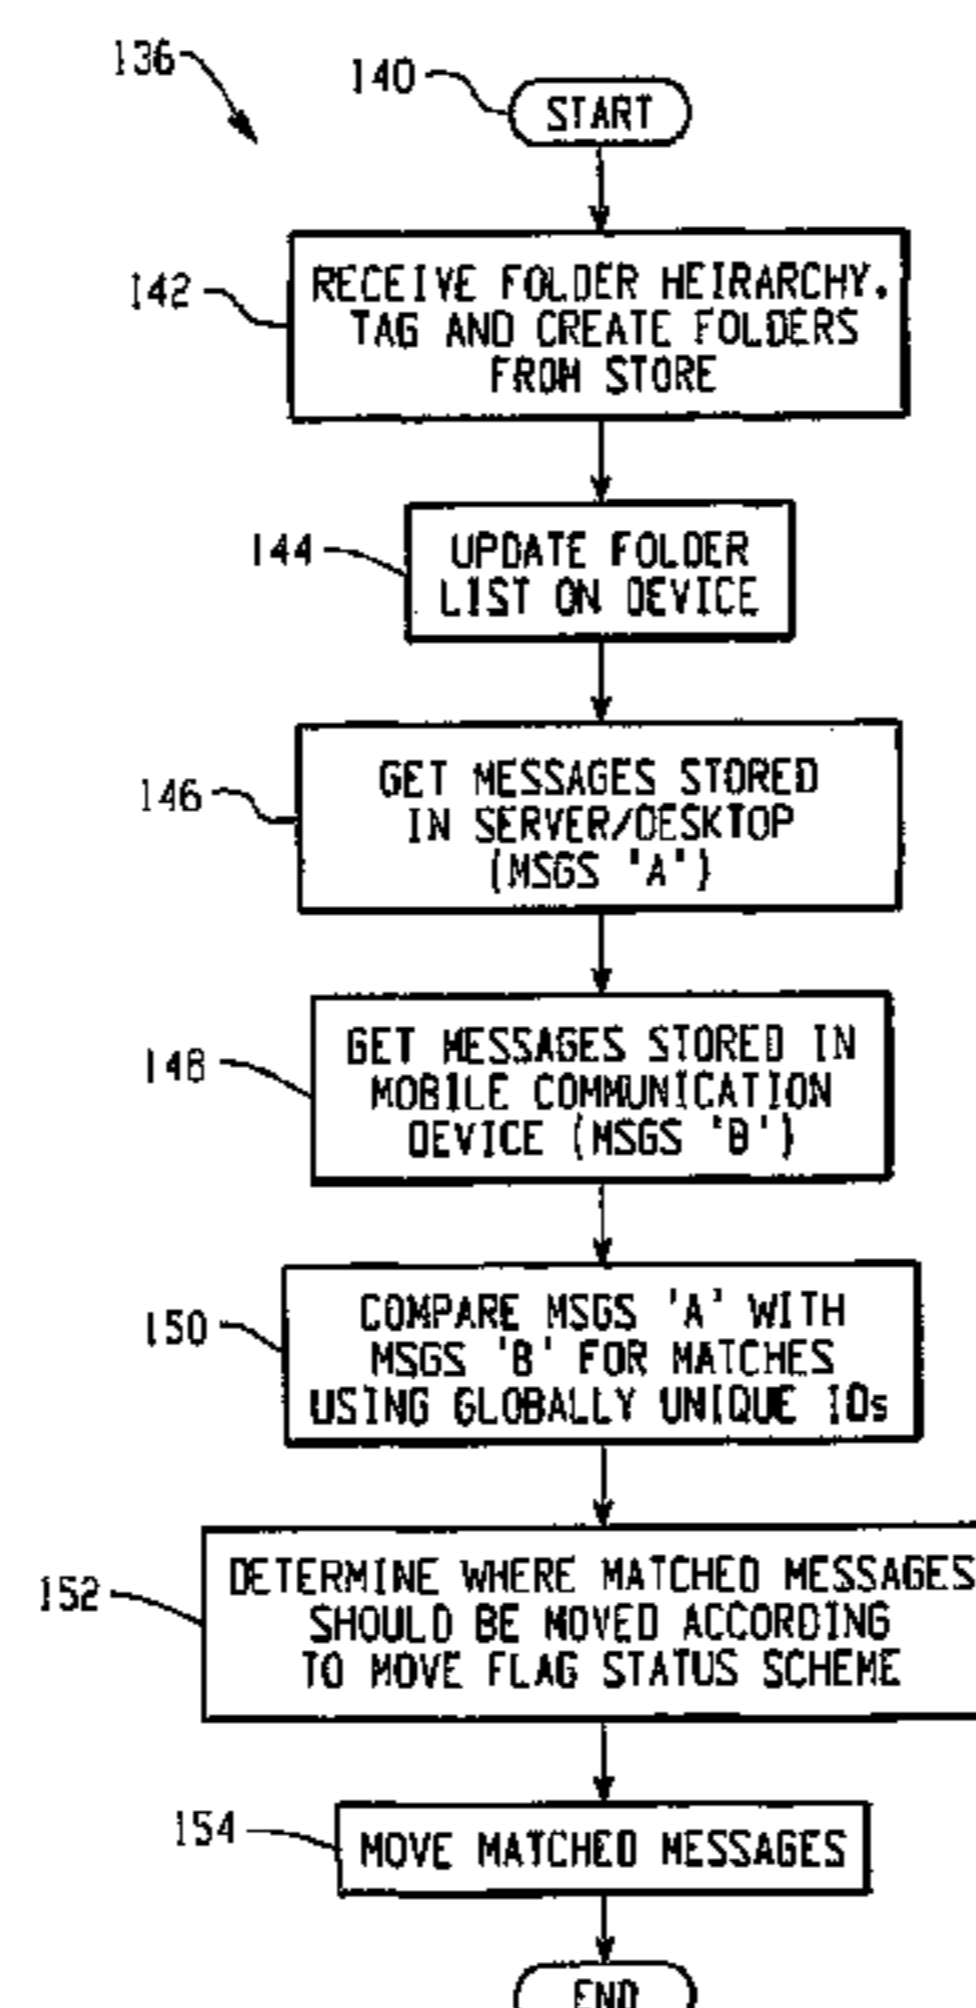 136
140
START
142
RECEIVE FOLDER HEIRARCHY.
TAG AND CREATE FOLDERS
FROM STORE
144
UPDATE FOLDER
LIST ON DEVICE
146
GET MESSAGES STORED
IN SERVER/DESKTOP
(MSGS 'A')
148
GET MESSAGES STORED IN
MOBILE COMMUNICATION
DEVICE (MSGS 'B')
150
COMPARE MSGS 'A' WITH
MSGS 'B' FOR MATCHES
USING GLOBALLY UNIQUE IDs
152
DETERMINE WHERE MATCHED MESSAGES
SHOULD BE MOVED ACCORDING
TO MOVE FLAG STATUS SCHEME
154
MOVE MATCHED MESSAGES
END